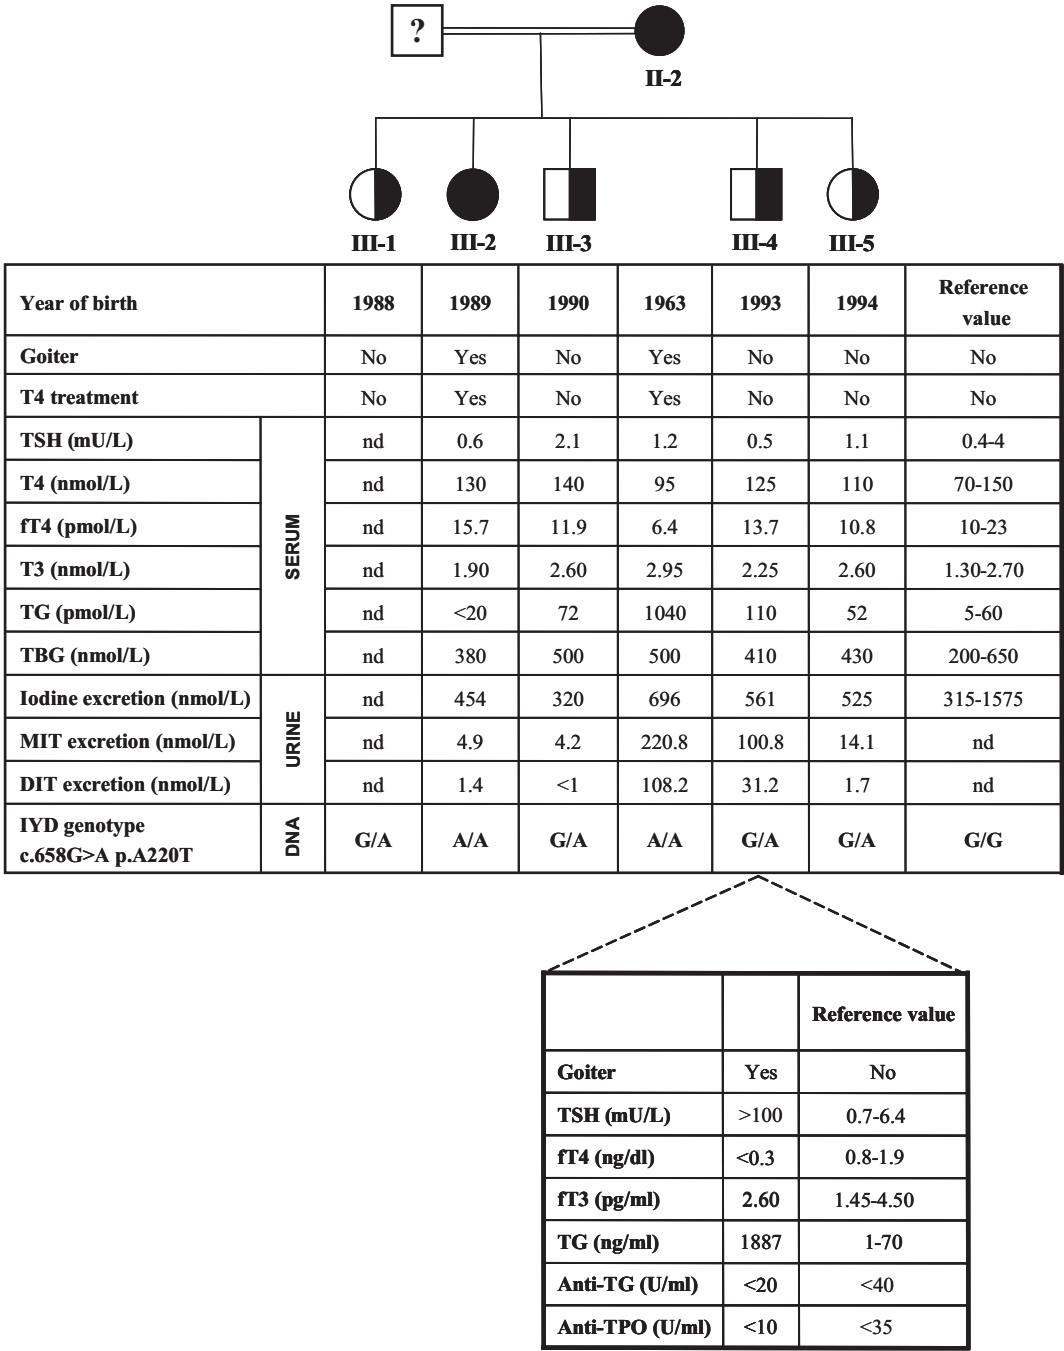 ?
II-2
III-1 III-2 III-3 III-4 III-5
Year of birth 1988 1989 1990 1963 1993 1994 Reference value
Goiter No Yes No Yes No No No
T4 treatment No Yes No Yes No No No
SERUM
TSH (mU/L) nd 0.6 2.1 1.2 0.5 1.1 0.4-4
T4 (nmol/L) nd 130 140 95 125 110 70-150
fT4 (pmol/L) nd 15.7 11.9 6.4 13.7 10.8 10-23
T3 (nmol/L) nd 1.90 2.60 2.95 2.25 2.60 1.30-2.70
TG (pmol/L) nd <20 72 1040 110 52 5-60
TBG (nmol/L) nd 380 500 500 410 430 200-650
URINE
Iodine excretion (nmol/L) nd 454 320 696 561 525 315-1575
MIT excretion (nmol/L) nd 4.9 4.2 220.8 100.8 14.1 nd
DIT excretion (nmol/L) nd 1.4 <1 108.2 31.2 1.7 nd
DNA
IYD genotype
c.658G>A p.A220T G/A A/A G/A A/A G/A G/A G/G
Reference value
Goiter Yes No
TSH (mU/L) >100 0.7-6.4
fT4 (ng/dl) <0.3 0.8-1.9
fT3 (pg/ml) 2.60 1.45-4.50
TG (ng/ml) 1887 1-70
Anti-TG (U/ml) <20 <40
Anti-TPO (U/ml) <10 <35